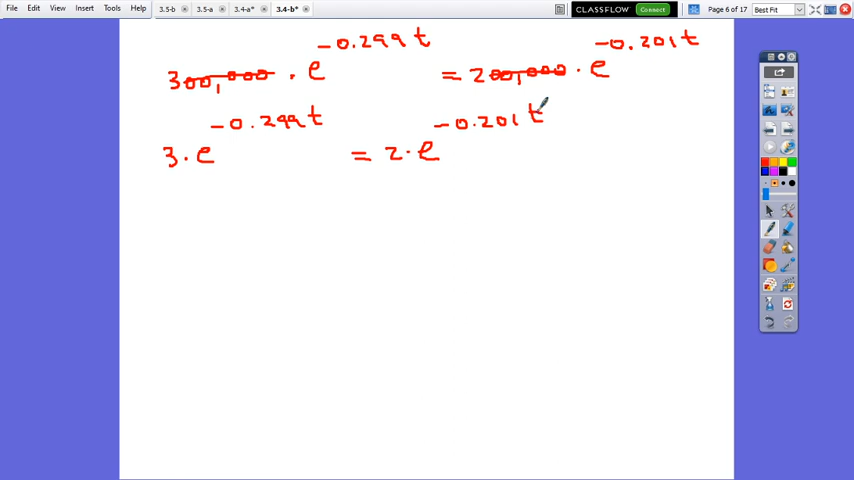 File Edit View Insert Tools Help 3.5-b 3.5-a 3.4-a* 3.4-b* CLASSFLOW Connect Page 6 of 17 Best Fit
300,000 · e^-0.299t = 200,000 · e^-0.201t
3 · e^-0.299t = 2 · e^-0.201t